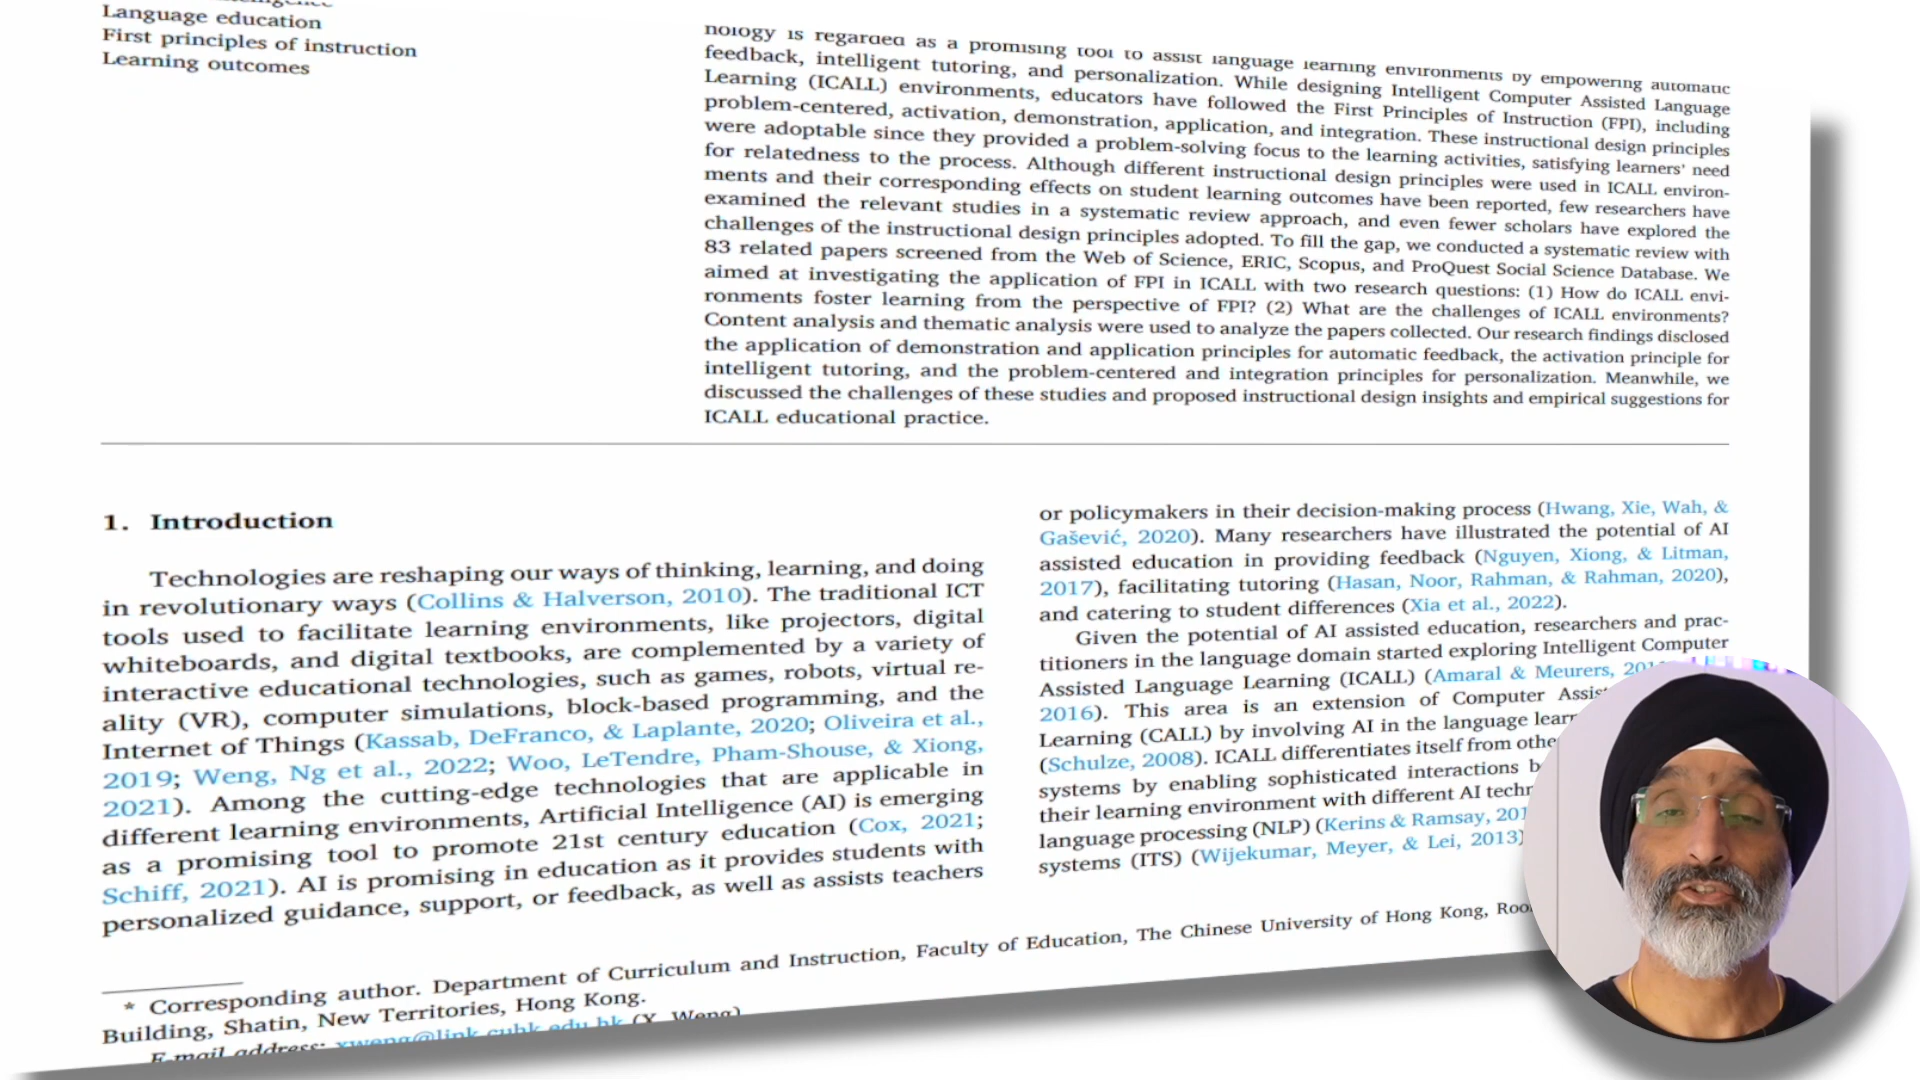 Language education
First principles of instruction
Learning outcomes
nology is regarded as a promising tool to assist language learning environments by empowering automatic
feedback, intelligent tutoring, and personalization. While designing Intelligent Computer Assisted Language
Learning (ICALL) environments, educators have followed the First Principles of Instruction (FPI), including
problem-centered, activation, demonstration, application, and integration. These instructional design principles
were adoptable since they provided a problem-solving focus to the learning activities, satisfying learners' need
for relatedness to the process. Although different instructional design principles were used in ICALL environ-
ments and their corresponding effects on student learning outcomes have been reported, few researchers have
examined the relevant studies in a systematic review approach, and even fewer scholars have explored the
challenges of the instructional design principles adopted. To fill the gap, we conducted a systematic review with
83 related papers screened from the Web of Science, ERIC, Scopus, and ProQuest Social Science Database. We
aimed at investigating the application of FPI in ICALL with two research questions: (1) How do ICALL envi-
ronments foster learning from the perspective of FPI? (2) What are the challenges of ICALL environments?
Content analysis and thematic analysis were used to analyze the papers collected. Our research findings disclosed
the application of demonstration and application principles for automatic feedback, the activation principle for
intelligent tutoring, and the problem-centered and integration principles for personalization. Meanwhile, we
discussed the challenges of these studies and proposed instructional design insights and empirical suggestions for
ICALL educational practice.
1. Introduction
Technologies are reshaping our ways of thinking, learning, and doing
in revolutionary ways (Collins & Halverson, 2010). The traditional ICT
tools used to facilitate learning environments, like projectors, digital
whiteboards, and digital textbooks, are complemented by a variety of
interactive educational technologies, such as games, robots, virtual re-
ality (VR), computer simulations, block-based programming, and the
Internet of Things (Kassab, DeFranco, & Laplante, 2020; Oliveira et al.,
2019; Weng, Ng et al., 2022; Woo, LeTendre, Pham-Shouse, & Xiong,
2021). Among the cutting-edge technologies that are applicable in
different learning environments, Artificial Intelligence (AI) is emerging
as a promising tool to promote 21st century education (Cox, 2021;
Schiff, 2021). AI is promising in education as it provides students with
personalized guidance, support, or feedback, as well as assists teachers
or policymakers in their decision-making process (Hwang, Xie, Wah, &
Gašević, 2020). Many researchers have illustrated the potential of AI
assisted education in providing feedback (Nguyen, Xiong, & Litman,
2017), facilitating tutoring (Hasan, Noor, Rahman, & Rahman, 2020),
and catering to student differences (Xia et al., 2022).
Given the potential of AI assisted education, researchers and prac-
titioners in the language domain started exploring Intelligent Computer
Assisted Language Learning (ICALL) (Amaral & Meurers,
2016). This area is an extension of Computer
Learning (CALL) by involving AI in the language
(Schulze, 2008). ICALL differentiates itself from
systems by enabling sophisticated interactions
their learning environment with different AI
language processing (NLP) (Kerins & Ramsay,
systems (ITS) (Wijekumar, Meyer, & Lei, 2013)
* Corresponding author. Department of Curriculum and Instruction, Faculty of Education, The Chinese University of Hong Kong,
Building, Shatin, New Territories, Hong Kong.
E-mail address: xweng@link.cuhk.edu.hk (X. Weng)